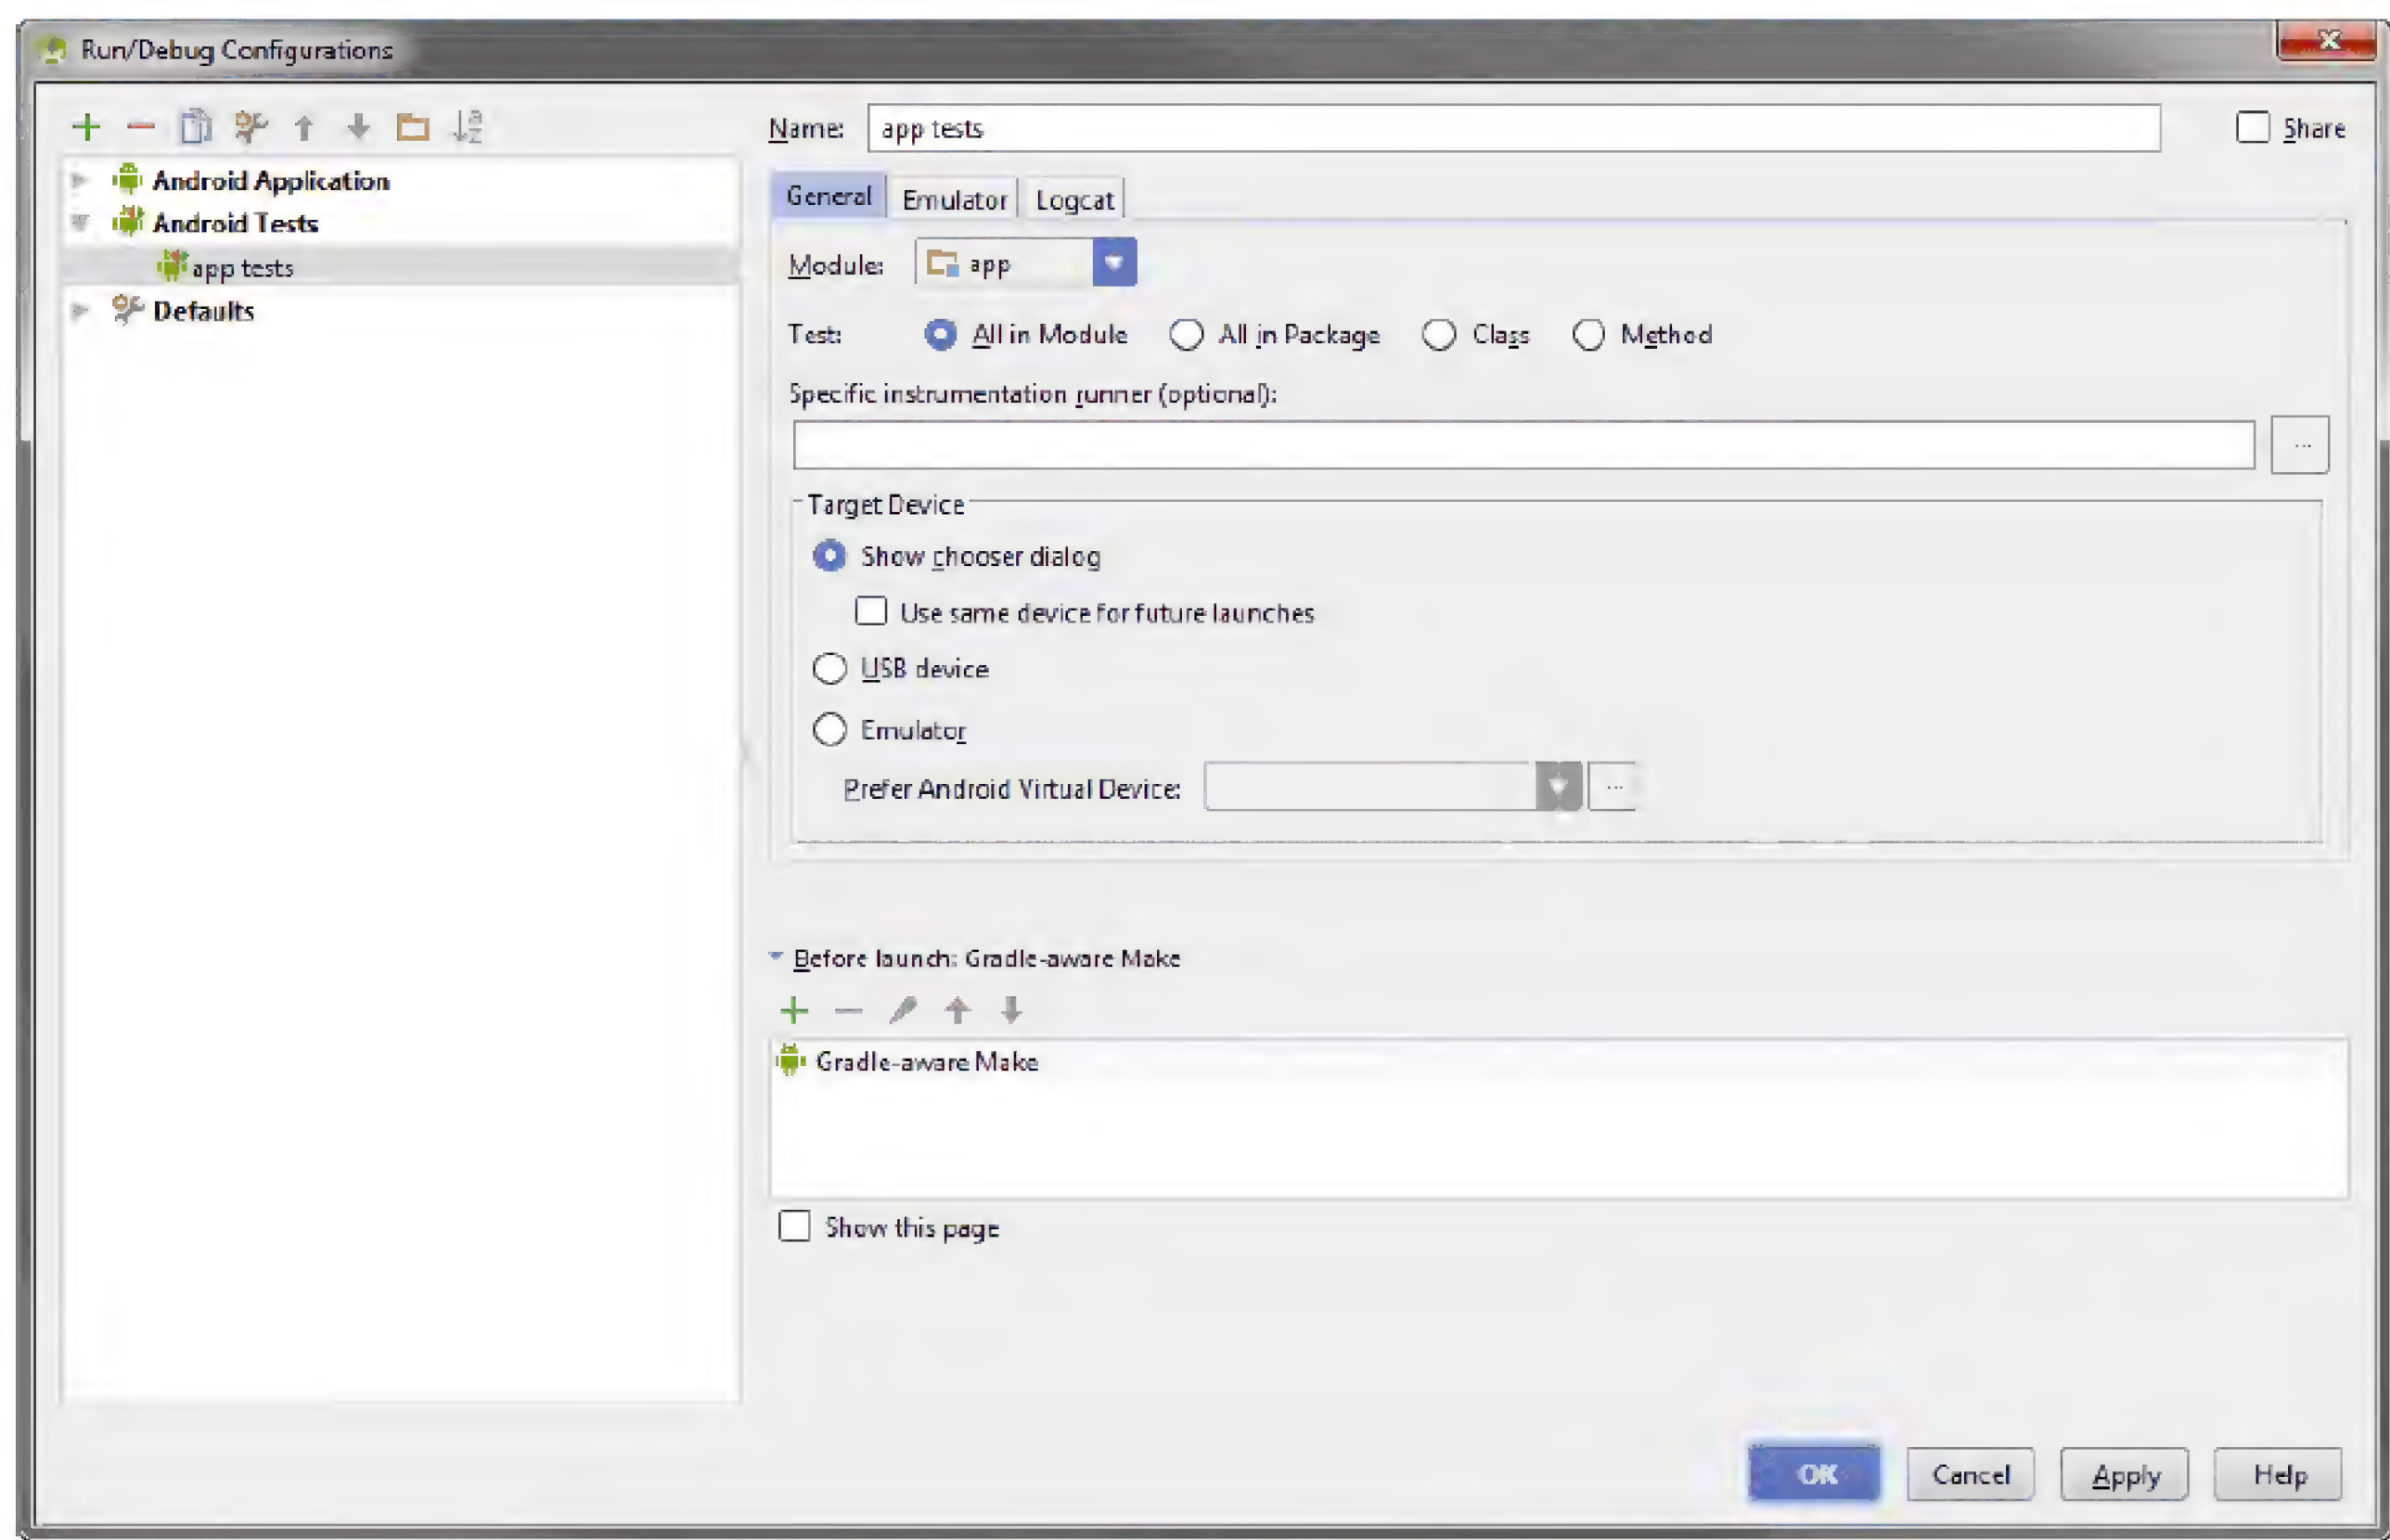 Run/Debug Configurations
Android Application
Android Tests
app tests
Defaults
Name: app tests
Share
General Emulator Logcat
Module: app
Test: All in Module All in Package Class Method
Specific instrumentation runner (optional):
...
Target Device
Show chooser dialog
Use same device for future launches
USB device
Emulator
Prefer Android Virtual Device: ...
Before launch: Gradle-aware Make
Gradle-aware Make
Show this page
OK Cancel Apply Help